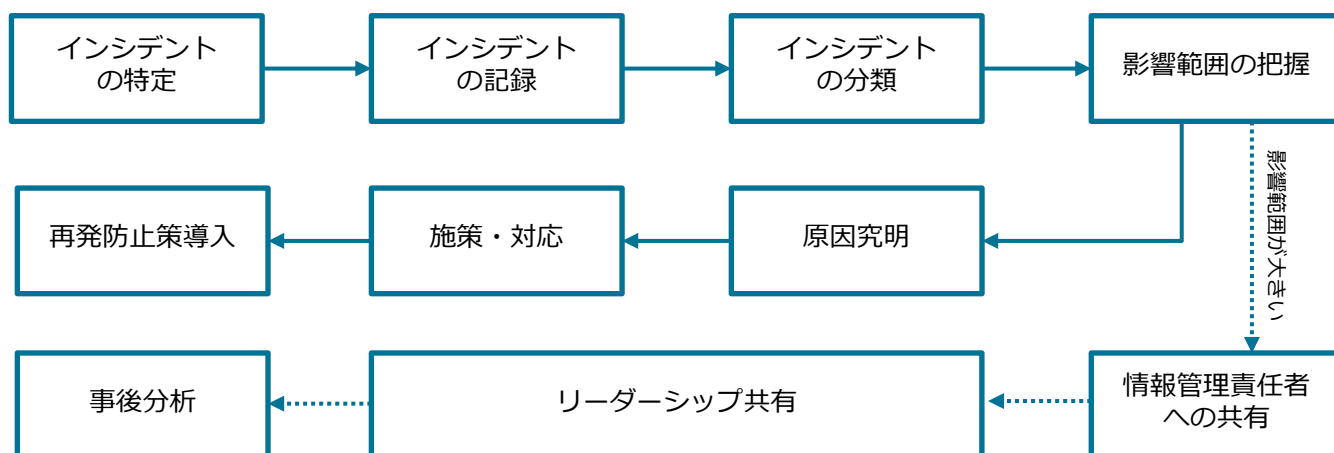 インシデント
の特定
インシデント
の記録
インシデント
の分類
影響範囲の把握
影響範囲が大きい
再発防止策導入
施策・対応
原因究明
事後分析
リーダーシップ共有
情報管理責任者
への共有